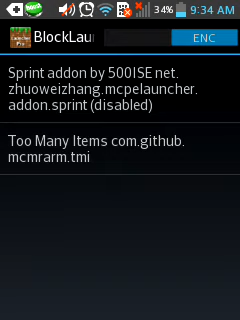 34% 9:34 AM
BlockLau
ENC
Sprint addon by 500ISE net.
zhuoweizhang.mcpelauncher.
addon.sprint (disabled)
Too Many Items com.github.
mcmrarm.tmi